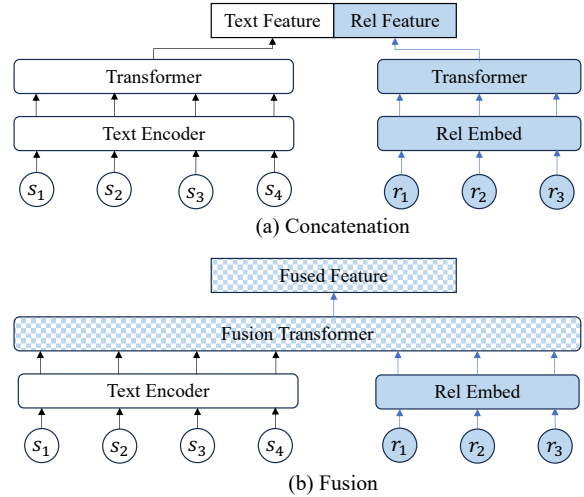 Text Feature Rel Feature
Transformer Transformer
Text Encoder Rel Embed
s₁ s₂ s₃ s₄ r₁ r₂ r₃
(a) Concatenation
Fused Feature
Fusion Transformer
Text Encoder Rel Embed
s₁ s₂ s₃ s₄ r₁ r₂ r₃
(b) Fusion